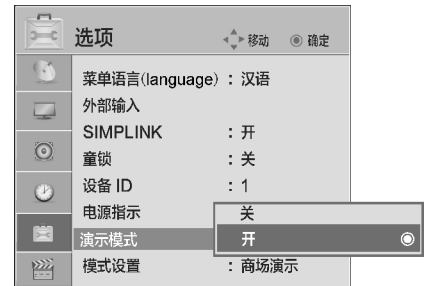 选项 移动 确定
菜单语言(language) : 汉语
外部输入
SIMPLINK : 开
童锁 : 关
设备 ID : 1
电源指示
关
演示模式 开
模式设置 : 商场演示